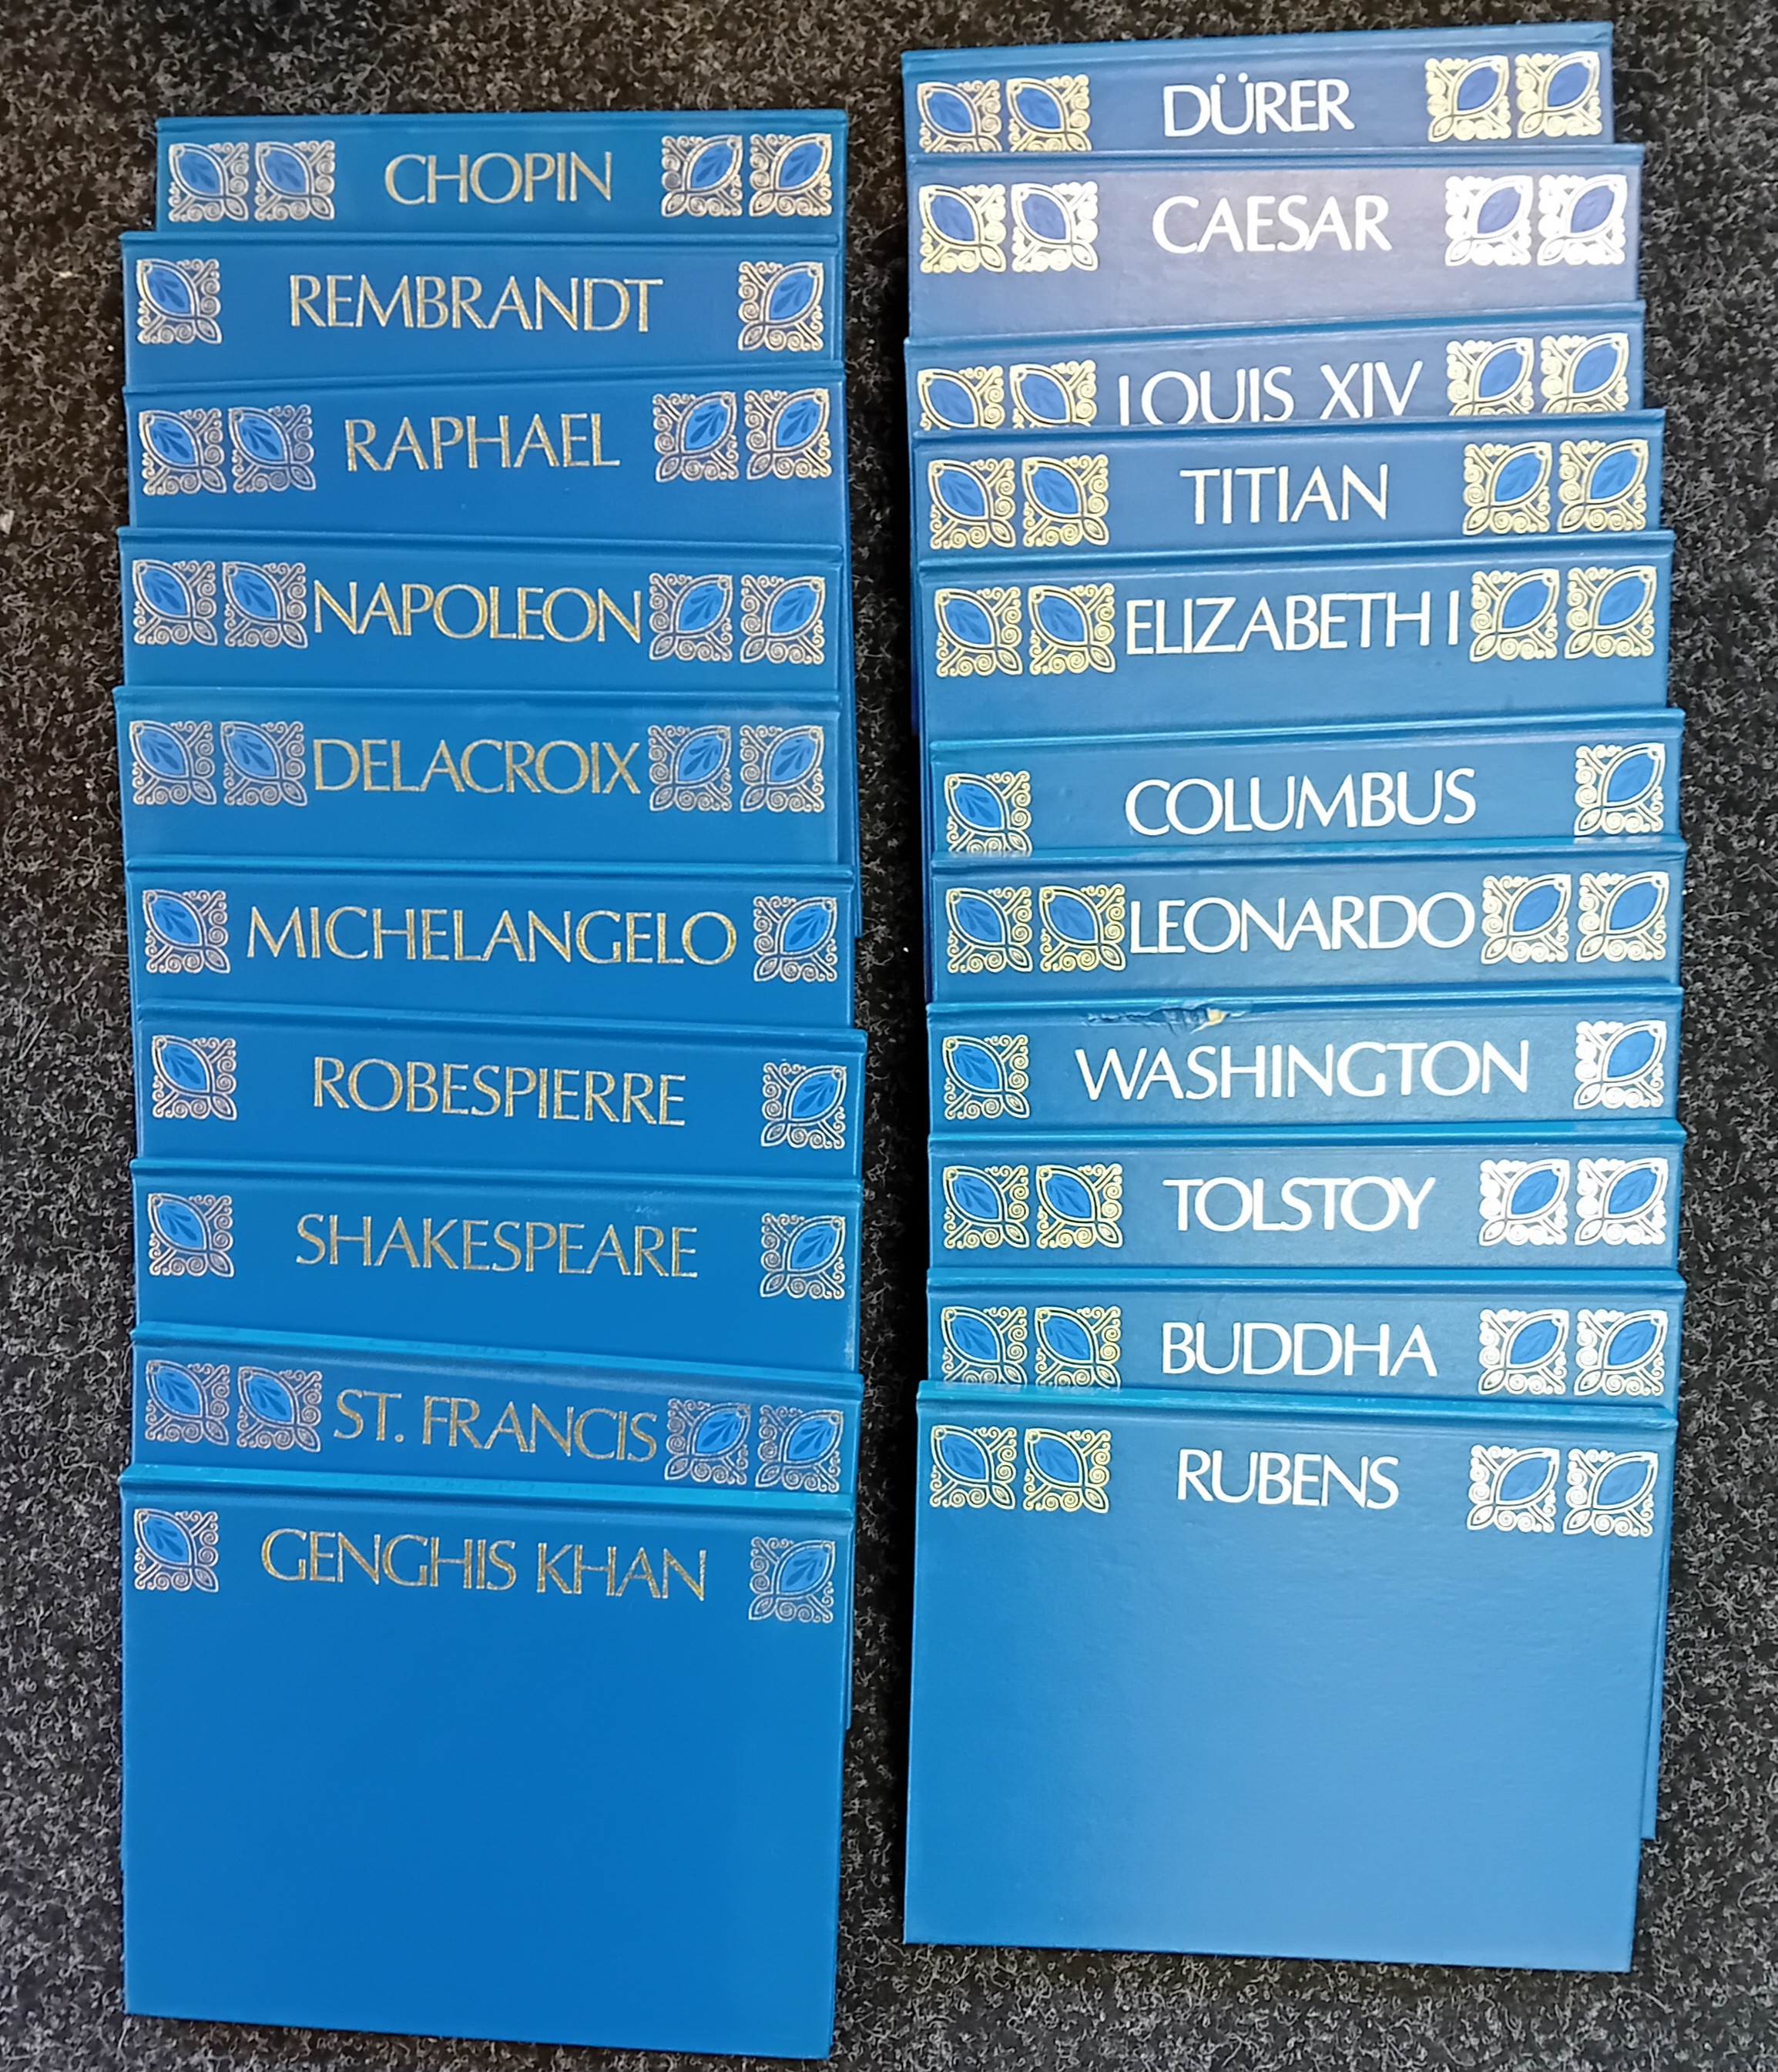 CHOPIN
REMBRANDT
RAPHAEL
NAPOLEON
DELACROIX
MICHELANGELO
ROBESPIERRE
SHAKESPEARE
ST. FRANCIS
GENGHIS KHAN
DÜRER
CAESAR
LOUIS XIV
TITIAN
ELIZABETH I
COLUMBUS
LEONARDO
WASHINGTON
TOLSTOY
BUDDHA
RUBENS